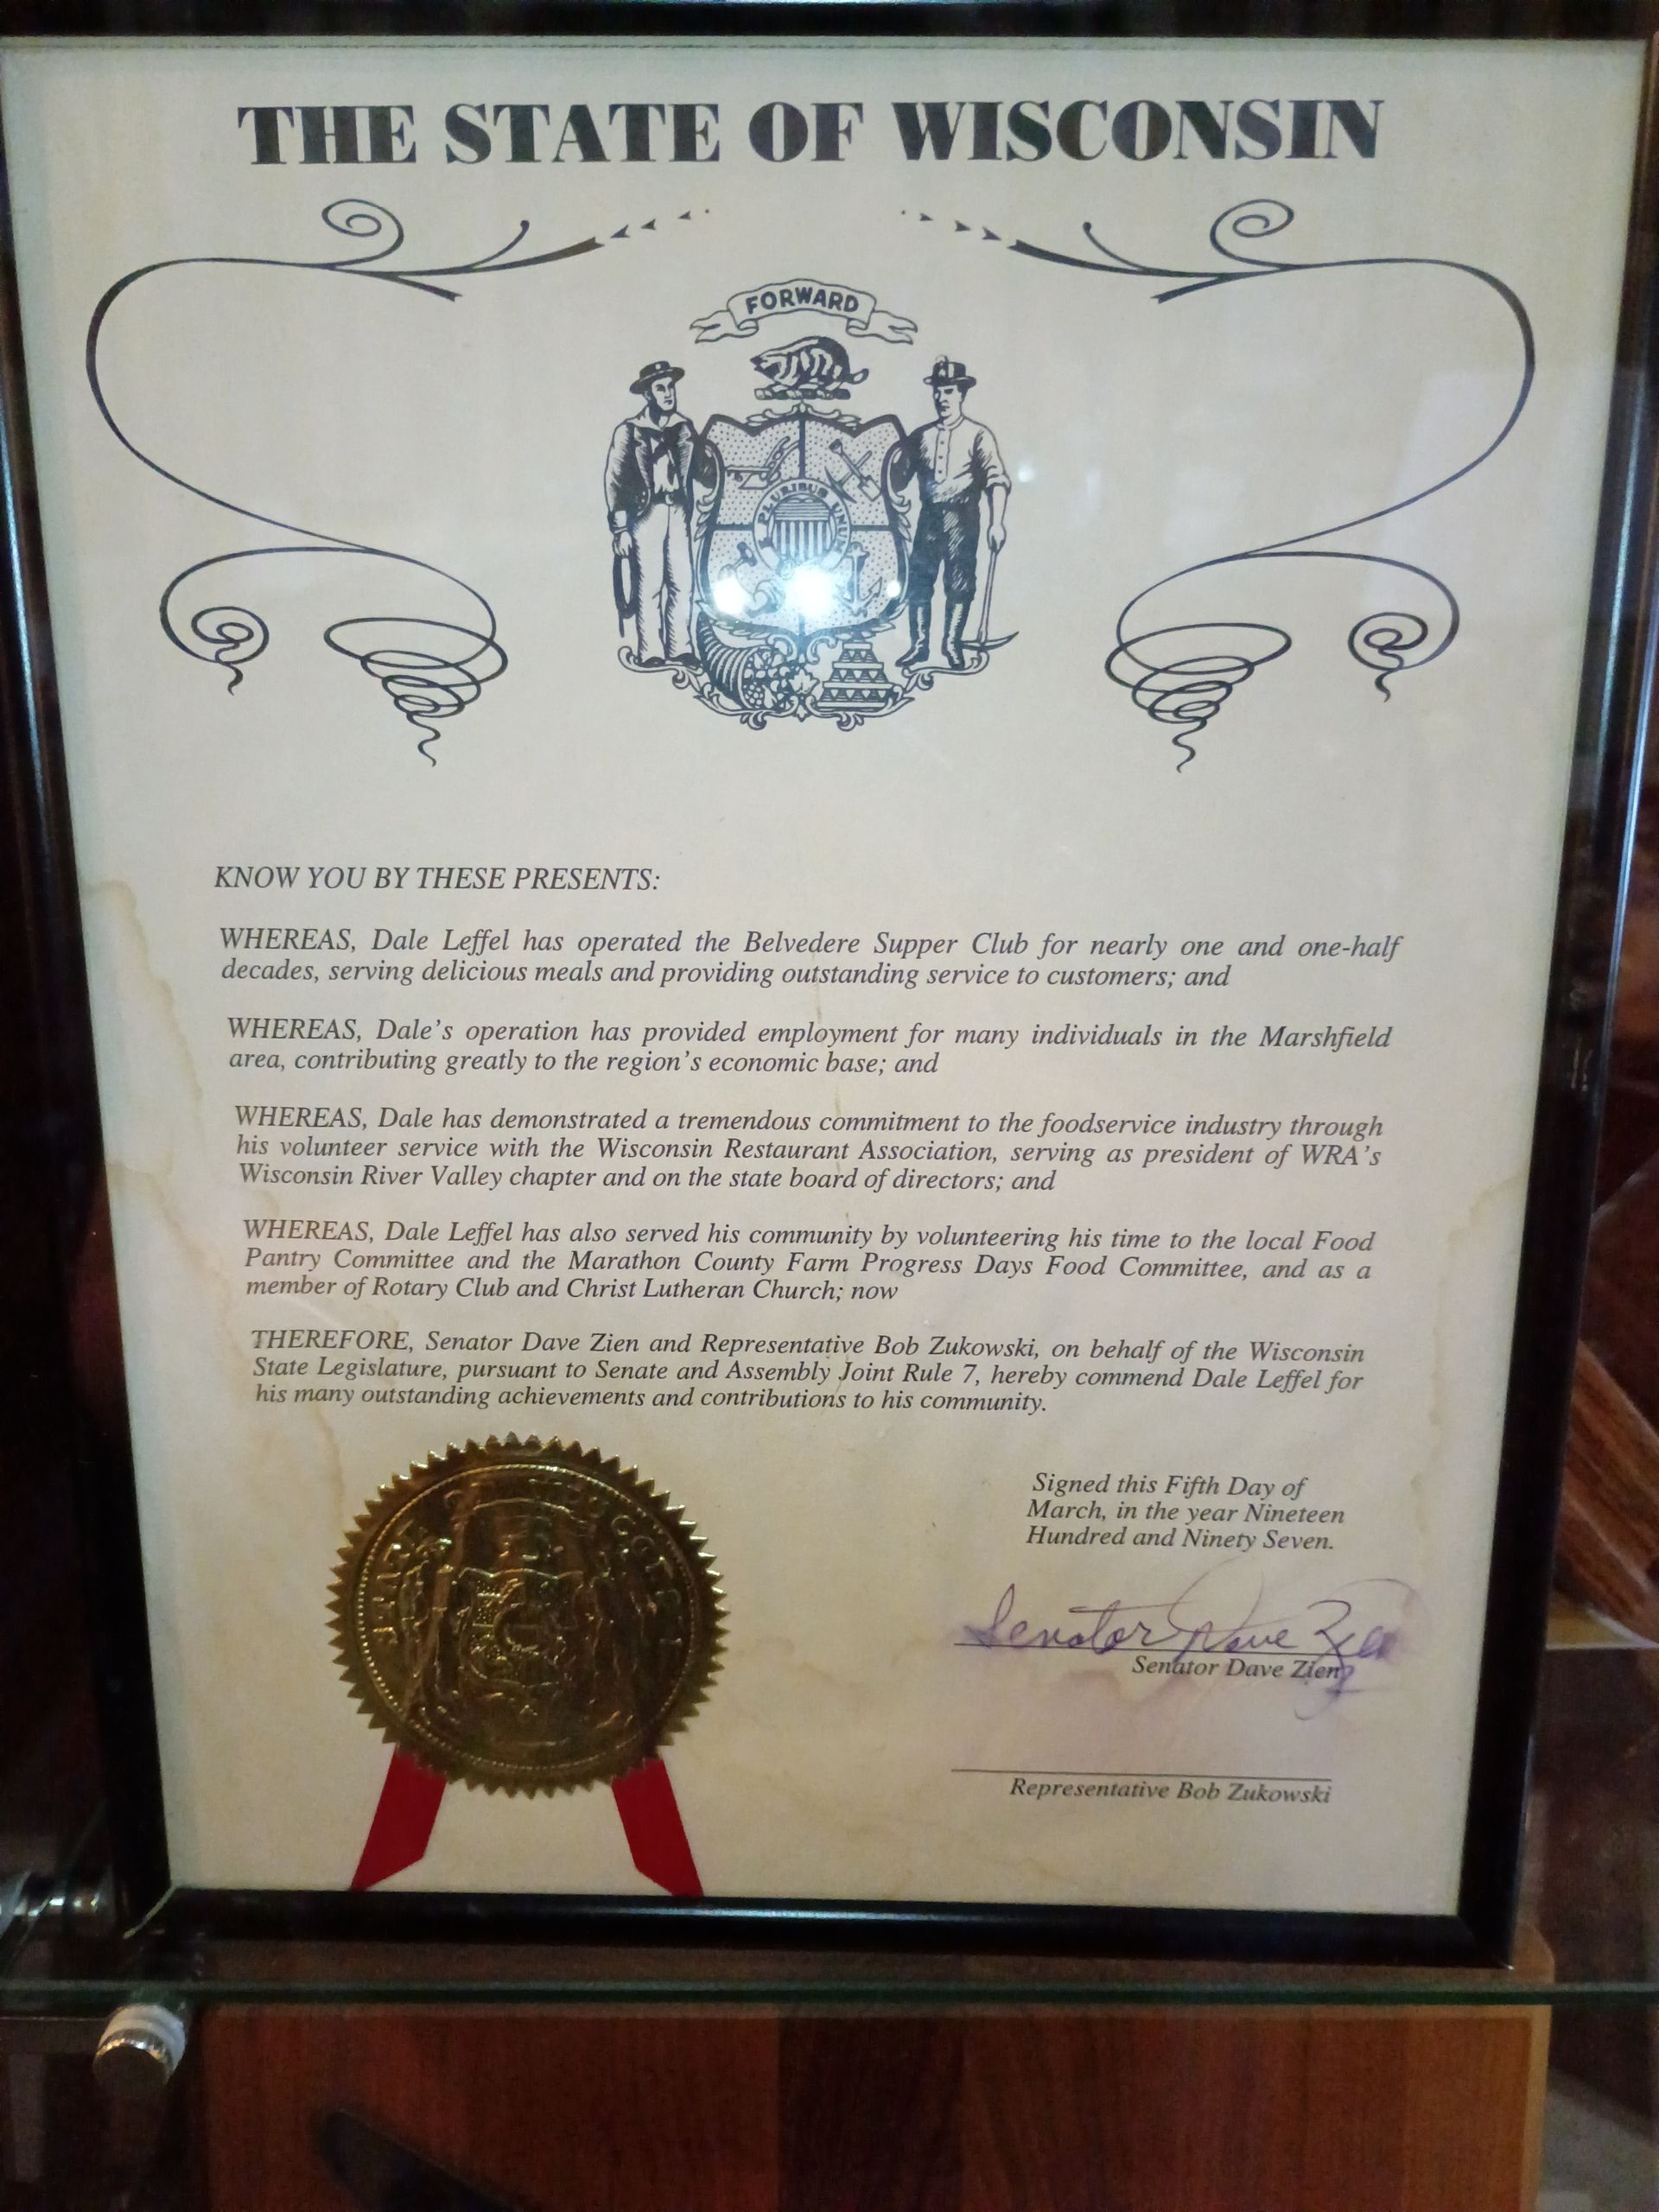 THE STATE OF WISCONSIN
FORWARD
E PLURIBUS UNUM
KNOW YOU BY THESE PRESENTS:
WHEREAS, Dale Leffel has operated the Belvedere Supper Club for nearly one and one-half
decades, serving delicious meals and providing outstanding service to customers; and
WHEREAS, Dale's operation has provided employment for many individuals in the Marshfield
area, contributing greatly to the region's economic base; and
WHEREAS, Dale has demonstrated a tremendous commitment to the foodservice industry through
his volunteer service with the Wisconsin Restaurant Association, serving as president of WRA's
Wisconsin River Valley chapter and on the state board of directors; and
WHEREAS, Dale Leffel has also served his community by volunteering his time to the local Food
Pantry Committee and the Marathon County Farm Progress Days Food Committee, and as a
member of Rotary Club and Christ Lutheran Church; now
THEREFORE, Senator Dave Zien and Representative Bob Zukowski, on behalf of the Wisconsin
State Legislature, pursuant to Senate and Assembly Joint Rule 7, hereby commend Dale Leffel for
his many outstanding achievements and contributions to his community.
Signed this Fifth Day of
March, in the year Nineteen
Hundred and Ninety Seven.
Senator Dave Zien
Senator Dave Zien
Representative Bob Zukowski